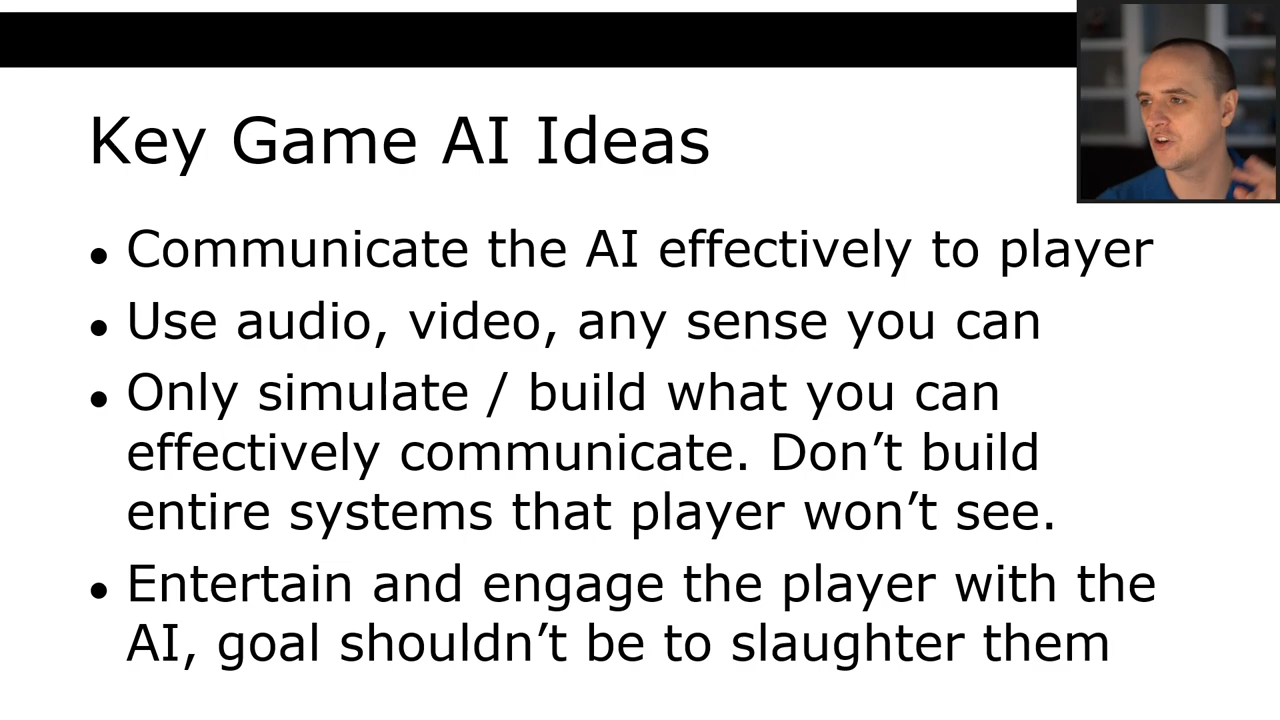 Key Game AI Ideas
• Communicate the AI effectively to player
• Use audio, video, any sense you can
• Only simulate / build what you can
effectively communicate. Don’t build
entire systems that player won’t see.
• Entertain and engage the player with the
AI, goal shouldn’t be to slaughter them